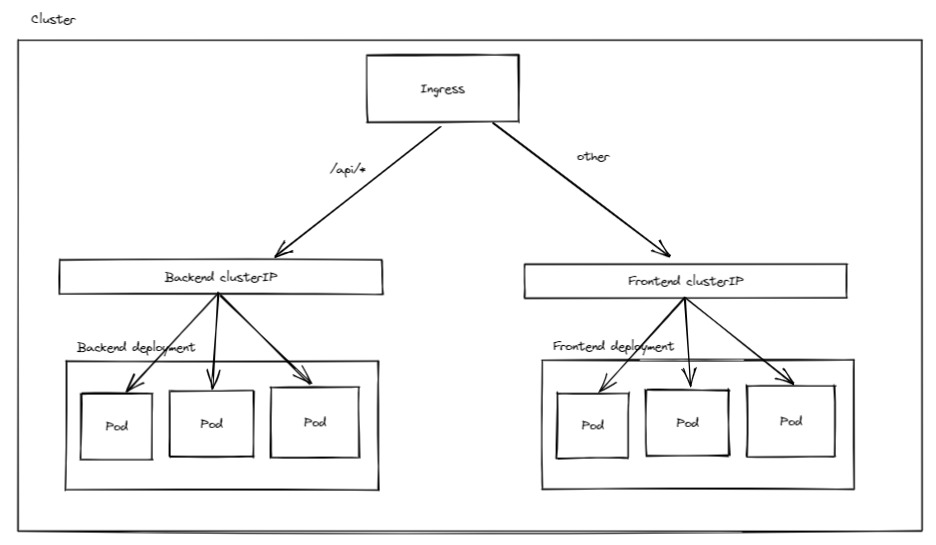 Cluster
Ingress
/api/*
other
Backend clusterIP
Frontend clusterIP
Backend deployment
Frontend deployment
Pod
Pod
Pod
Pod
Pod
Pod